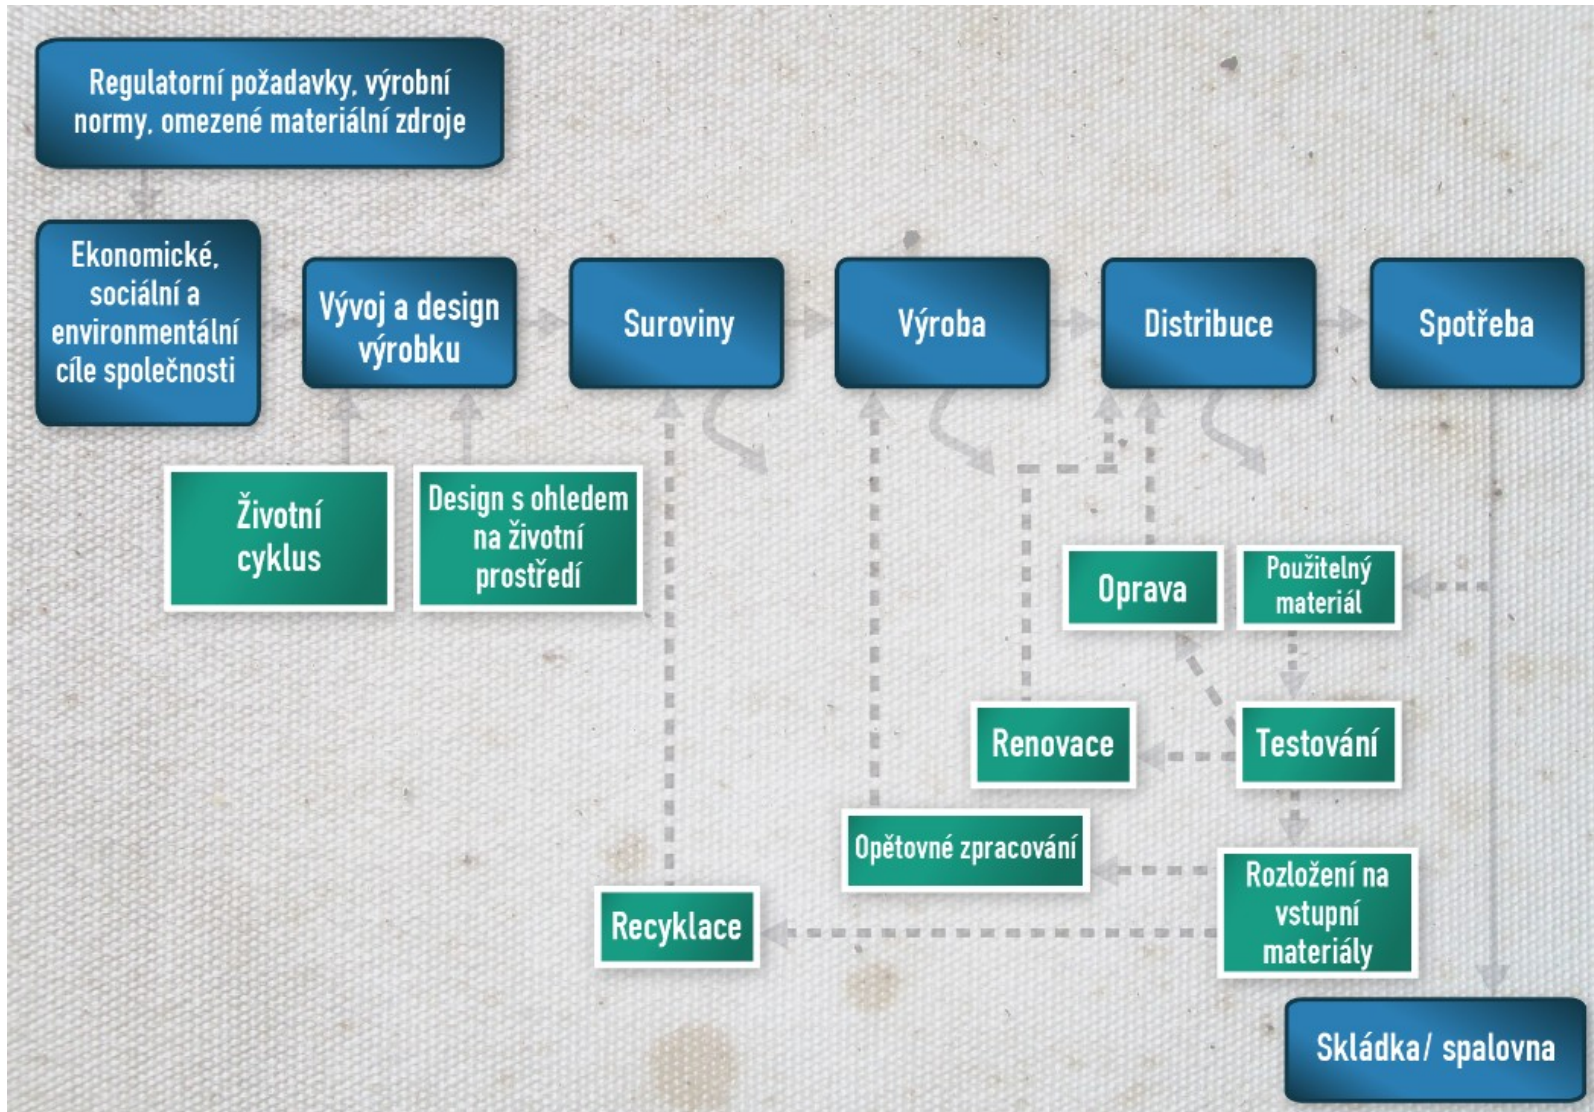 Regulatorní požadavky, výrobní
normy, omezené materiální zdroje
Ekonomické,
sociální a
environmentální
cíle společnosti
Vývoj a design
výrobku
Suroviny
Výroba
Distribuce
Spotřeba
Životní
cyklus
Design s ohledem
na životní
prostředí
Oprava
Použitelný
materiál
Renovace
Testování
Opětovné zpracování
Rozložení na
vstupní
materiály
Recyklace
Skládka/ spalovna